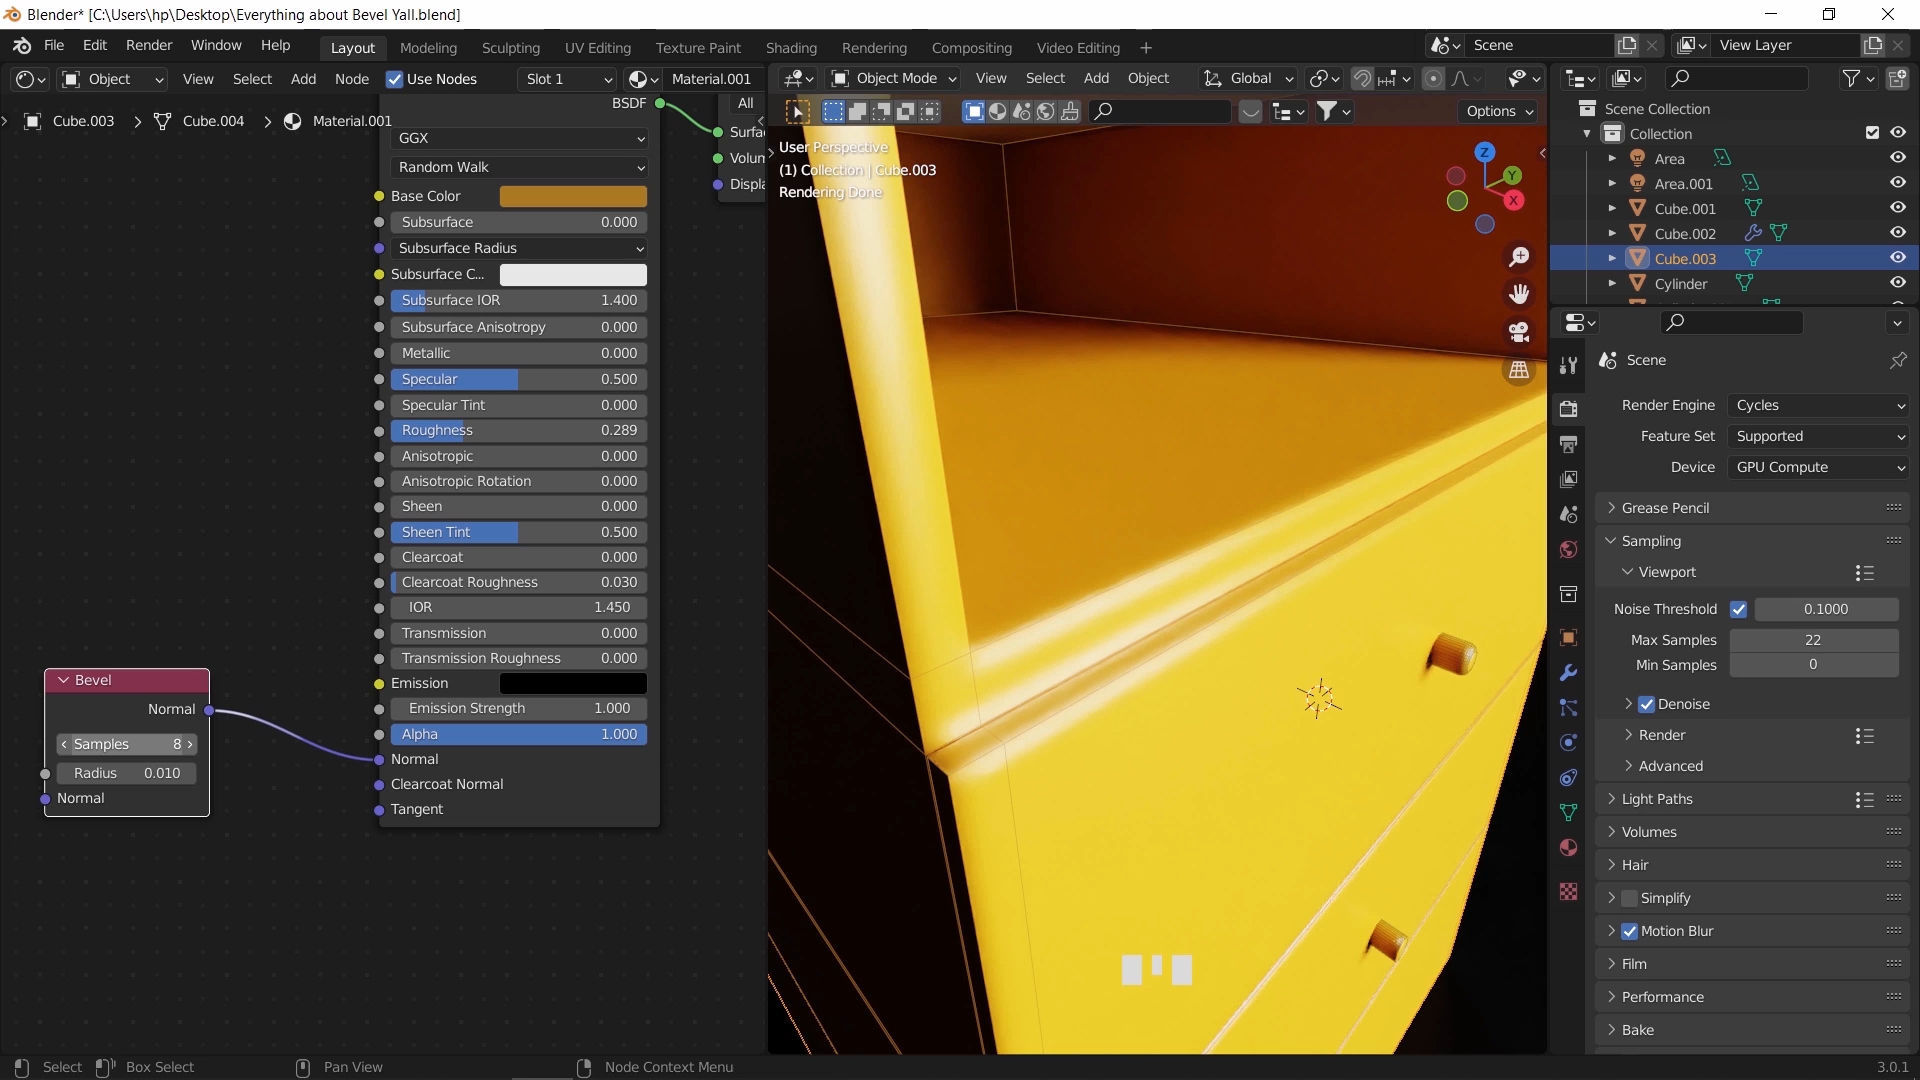 Blender* [C:\Users\hp\Desktop\Everything about Bevel Yall.blend]
File Edit Render Window Help Layout Modeling Sculpting UV Editing Texture Paint Shading Rendering Compositing Video Editing + Scene View Layer
Object View Select Add Node Use Nodes Slot 1 Material.001 Object Mode View Select Add Object Global
Options
Cube.003 > Cube.004 > Material.001
BSDF
GGX
Random Walk
Base Color
Subsurface 0.000
Subsurface Radius
Subsurface C...
Subsurface IOR 1.400
Subsurface Anisotropy 0.000
Metallic 0.000
Specular 0.500
Specular Tint 0.000
Roughness 0.289
Anisotropic 0.000
Anisotropic Rotation 0.000
Sheen 0.000
Sheen Tint 0.500
Clearcoat 0.000
Clearcoat Roughness 0.030
IOR 1.450
Transmission 0.000
Transmission Roughness 0.000
Emission
Emission Strength 1.000
Alpha 1.000
Normal
Clearcoat Normal
Tangent
All
Surfa
Volum
Displa
Bevel
Normal
Samples 8
Radius 0.010
Normal
User Perspective
(1) Collection | Cube.003
Rendering Done
Z
Y
X
Scene Collection
Collection
Area
Area.001
Cube.001
Cube.002
Cube.003
Cylinder
Scene
Render Engine Cycles
Feature Set Supported
Device GPU Compute
Grease Pencil
Sampling
Viewport
Noise Threshold 0.1000
Max Samples 22
Min Samples 0
Denoise
Render
Advanced
Light Paths
Volumes
Hair
Simplify
Motion Blur
Film
Performance
Bake
Select Box Select Pan View Node Context Menu 3.0.1